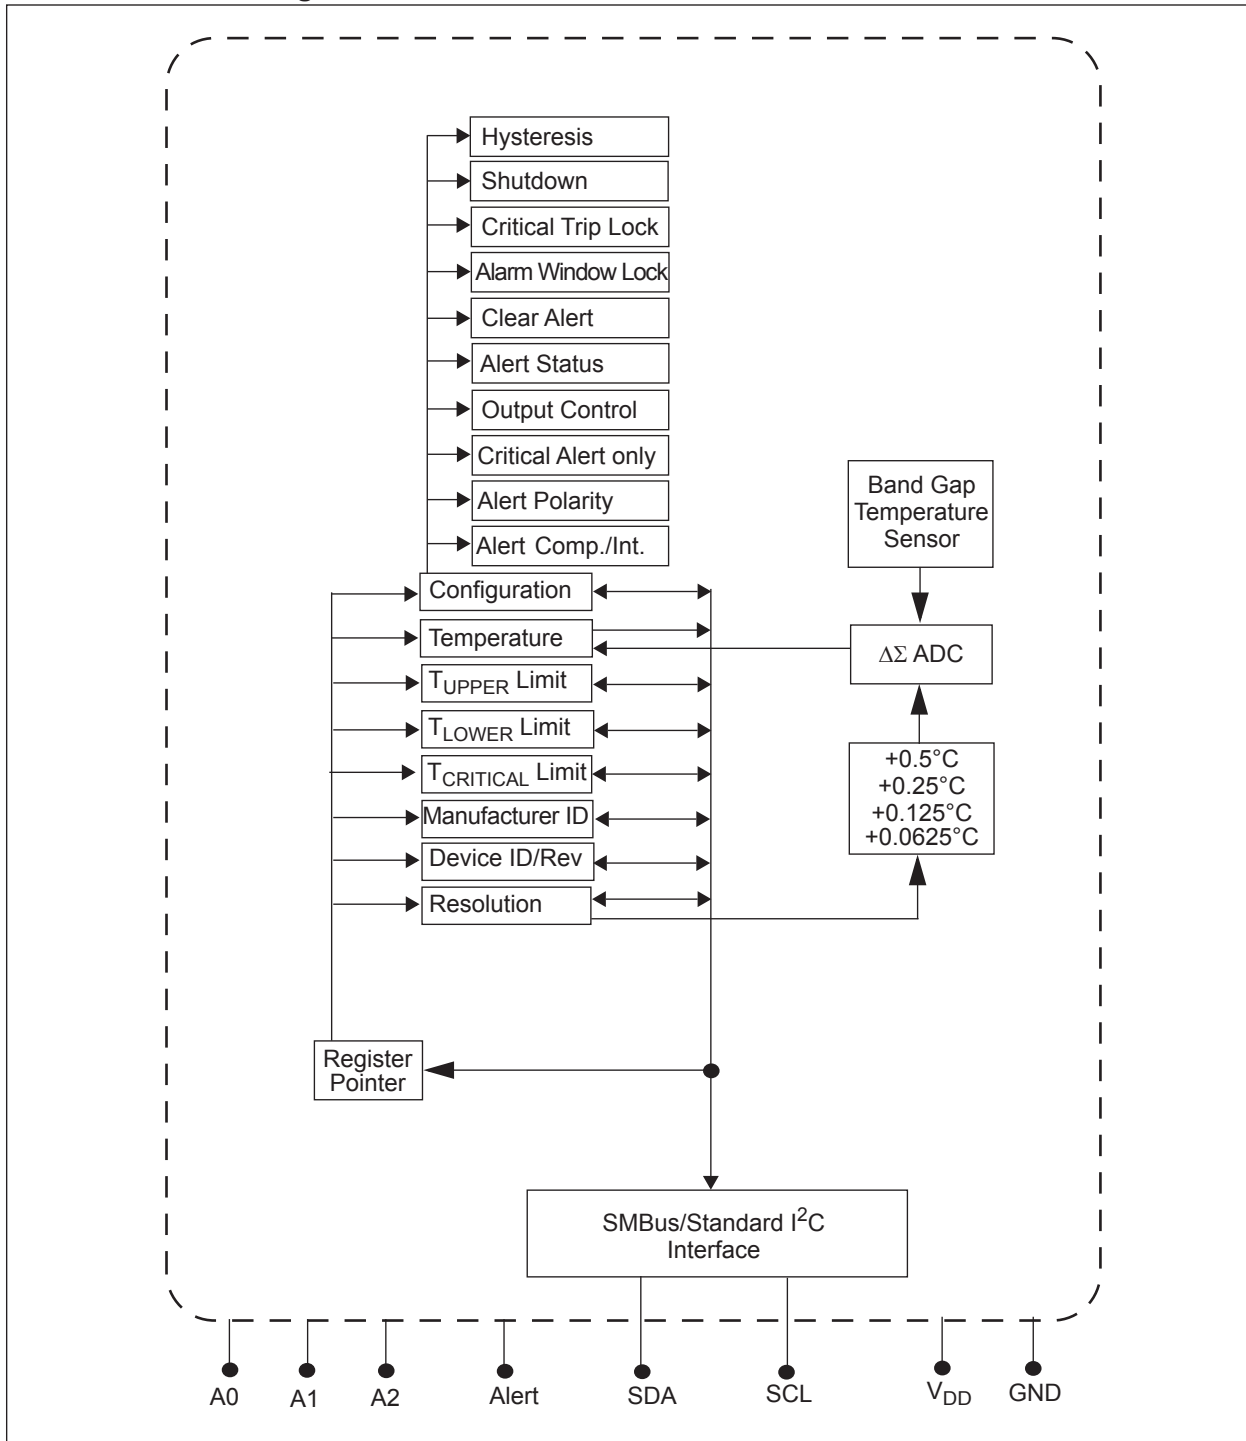 Hysteresis
Shutdown
Critical Trip Lock
Alarm Window Lock
Clear Alert
Alert Status
Output Control
Critical Alert only
Alert Polarity
Alert Comp./Int.
Configuration
Temperature
TUPPER Limit
TLOWER Limit
TCRITICAL Limit
Manufacturer ID
Device ID/Rev
Resolution
Band Gap
Temperature
Sensor
ΔΣ ADC
+0.5°C
+0.25°C
+0.125°C
+0.0625°C
Register
Pointer
SMBus/Standard I²C
Interface
A0
A1
A2
Alert
SDA
SCL
VDD
GND